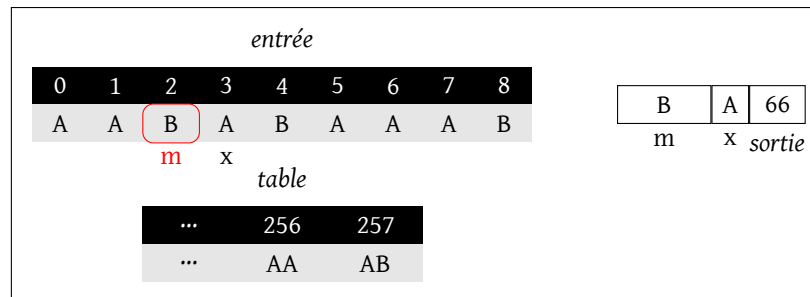 entrée
0 1 2 3 4 5 6 7 8
A A B A B A A A B
m x
B A 66
m x sortie
table
... 256 257
... AA AB